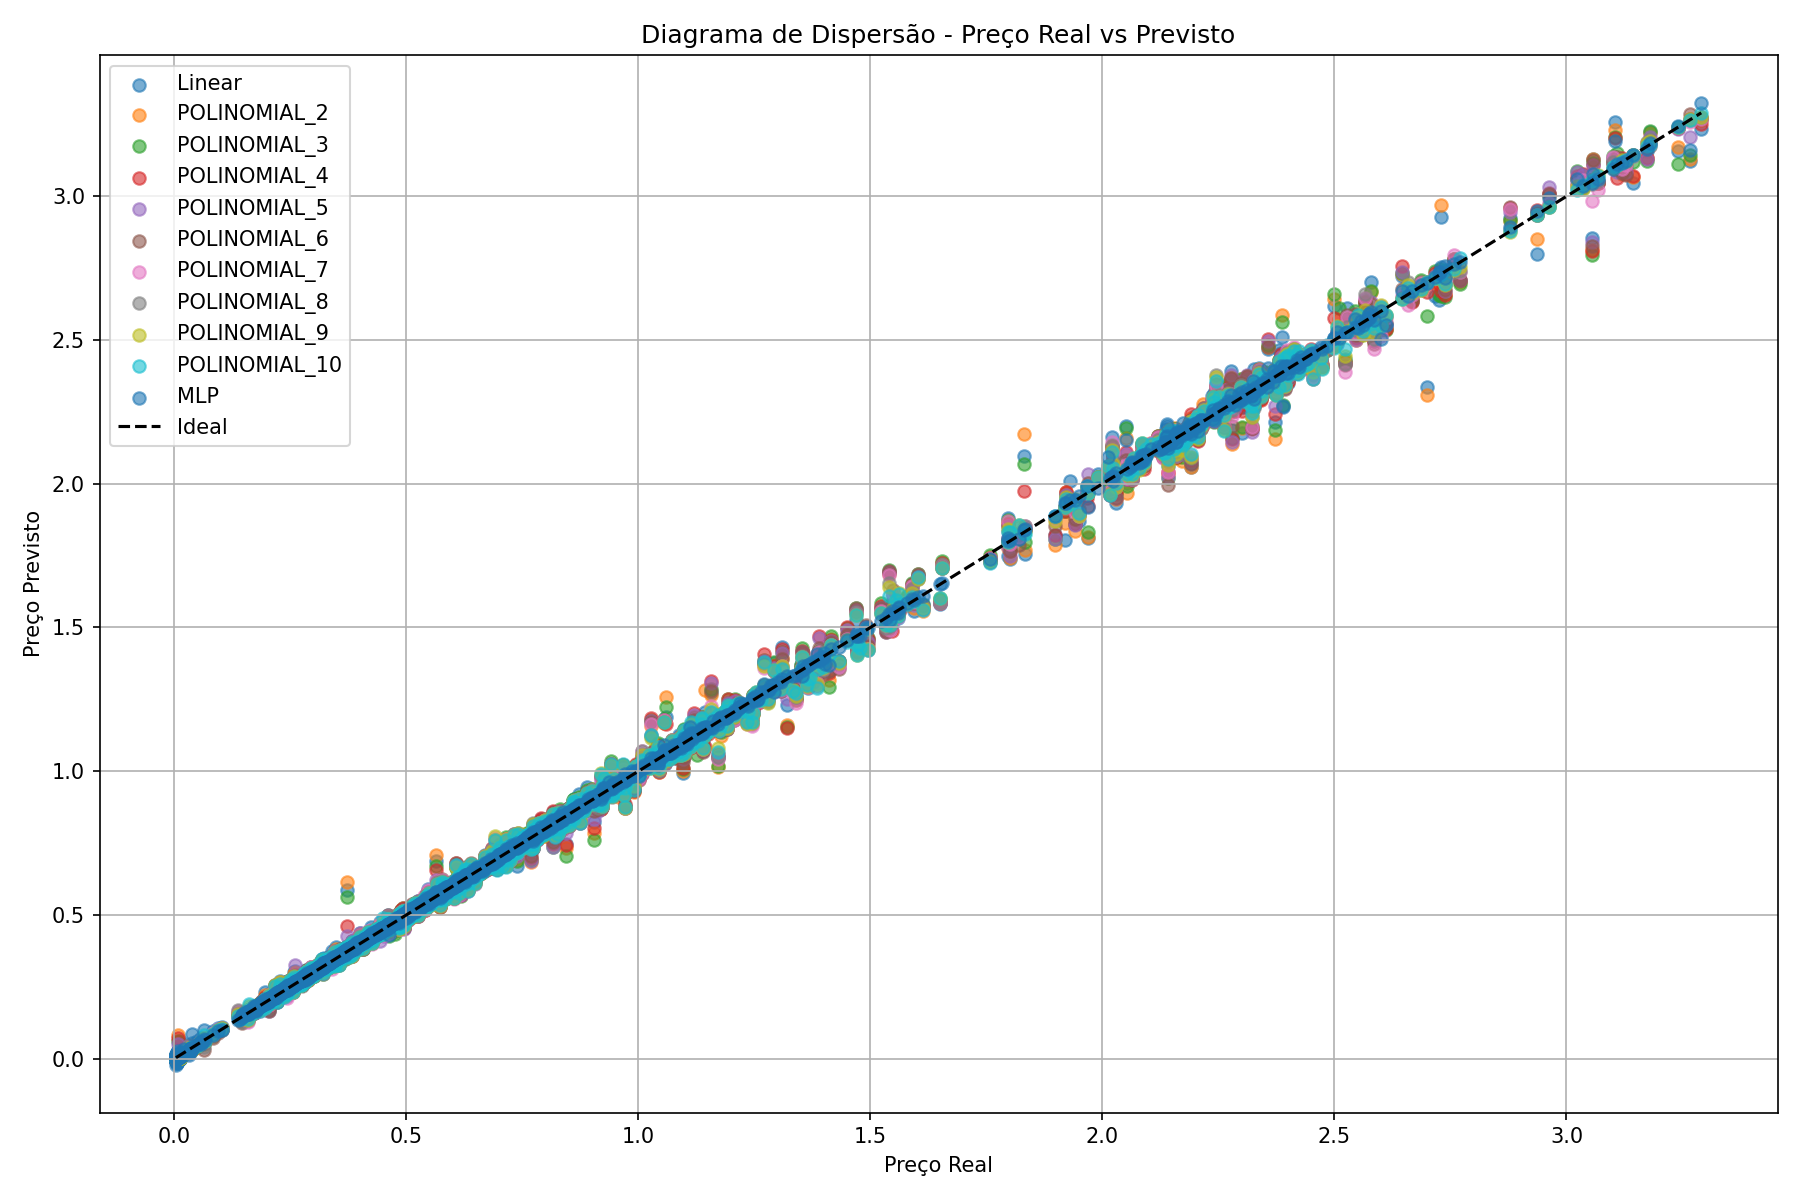 Diagrama de Dispersão - Preço Real vs Previsto
Linear
POLINOMIAL_2
POLINOMIAL_3
POLINOMIAL_4
POLINOMIAL_5
POLINOMIAL_6
POLINOMIAL_7
POLINOMIAL_8
POLINOMIAL_9
POLINOMIAL_10
MLP
Ideal
Preço Previsto
3.0
2.5
2.0
1.5
1.0
0.5
0.0
0.0 0.5 1.0 1.5 2.0 2.5 3.0
Preço Real